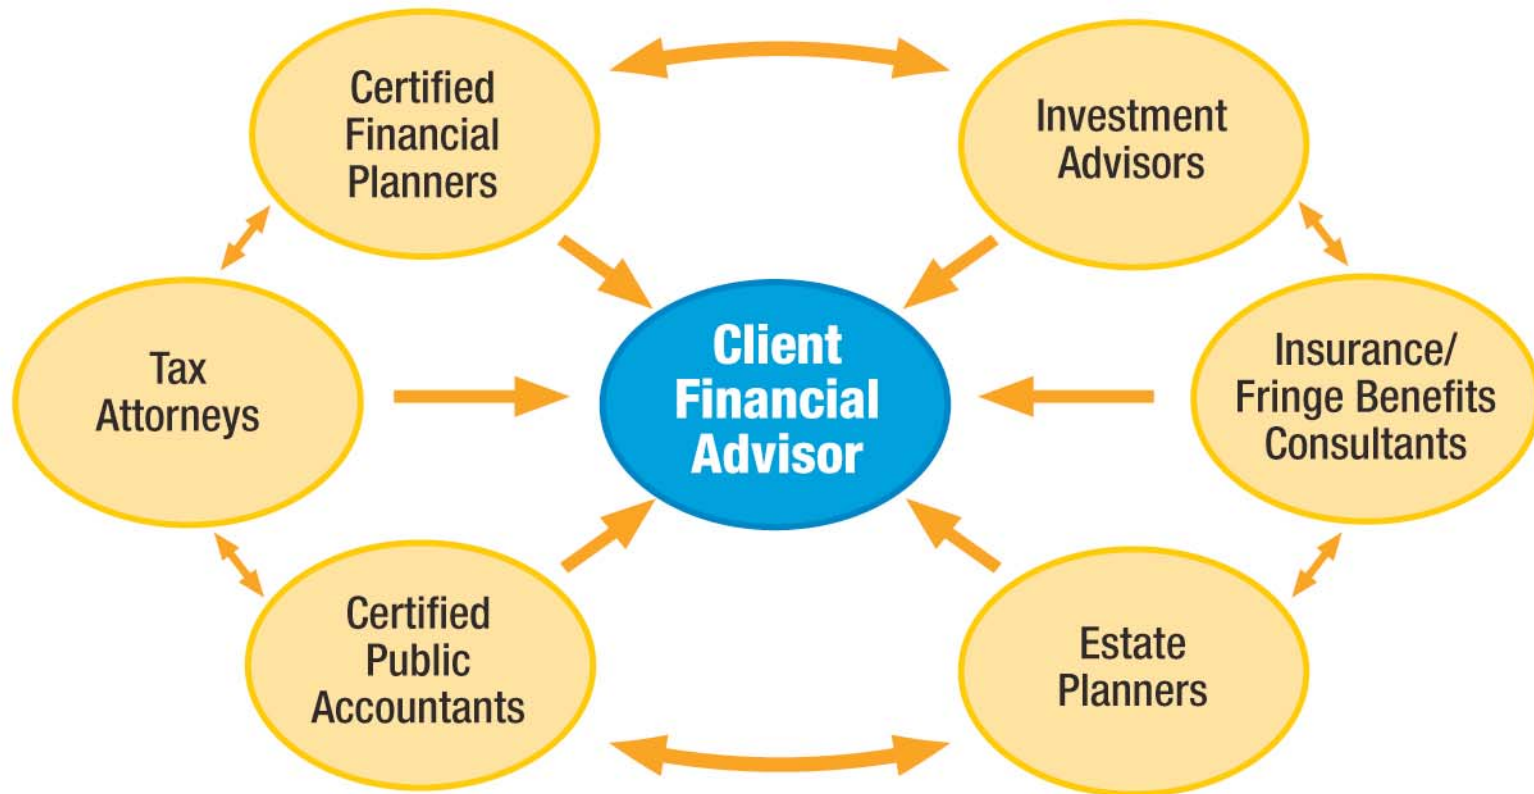 Certified
Financial
Planners
Investment
Advisors
Tax
Attorneys
Client
Financial
Advisor
Insurance/
Fringe Benefits
Consultants
Certified
Public
Accountants
Estate
Planners